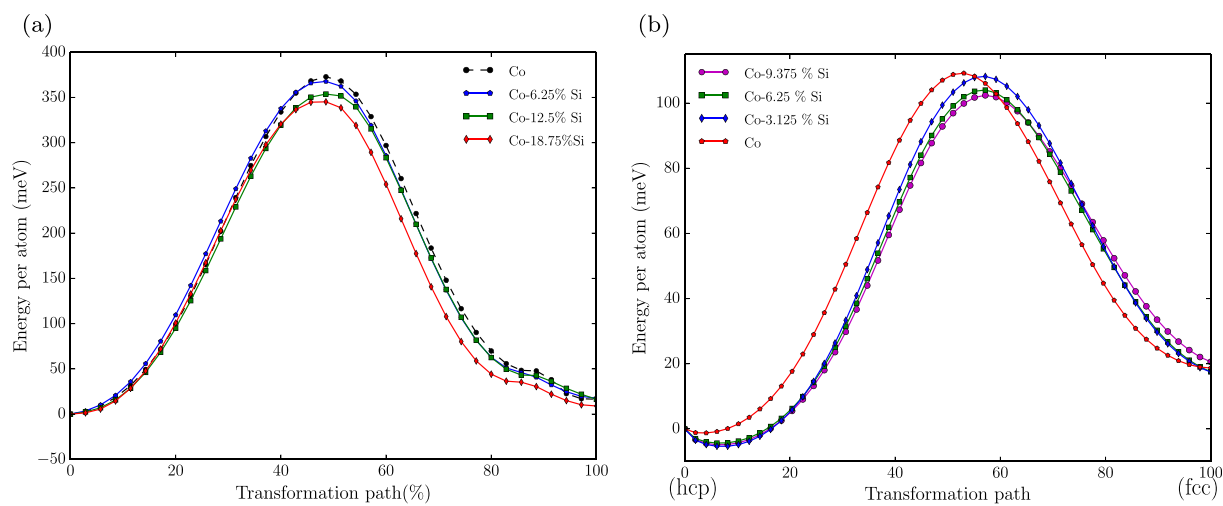 (a)
400
350
300
250
200
150
100
50
0
−50
Energy per atom (meV)
Co
Co-6.25% Si
Co-12.5% Si
Co-18.75%Si
0 20 40 60 80 100
Transformation path(%)
(b)
100
80
60
40
20
0
Energy per atom (meV)
Co-9.375 % Si
Co-6.25 % Si
Co-3.125 % Si
Co
0 20 40 60 80 100
(hcp) Transformation path (fcc)